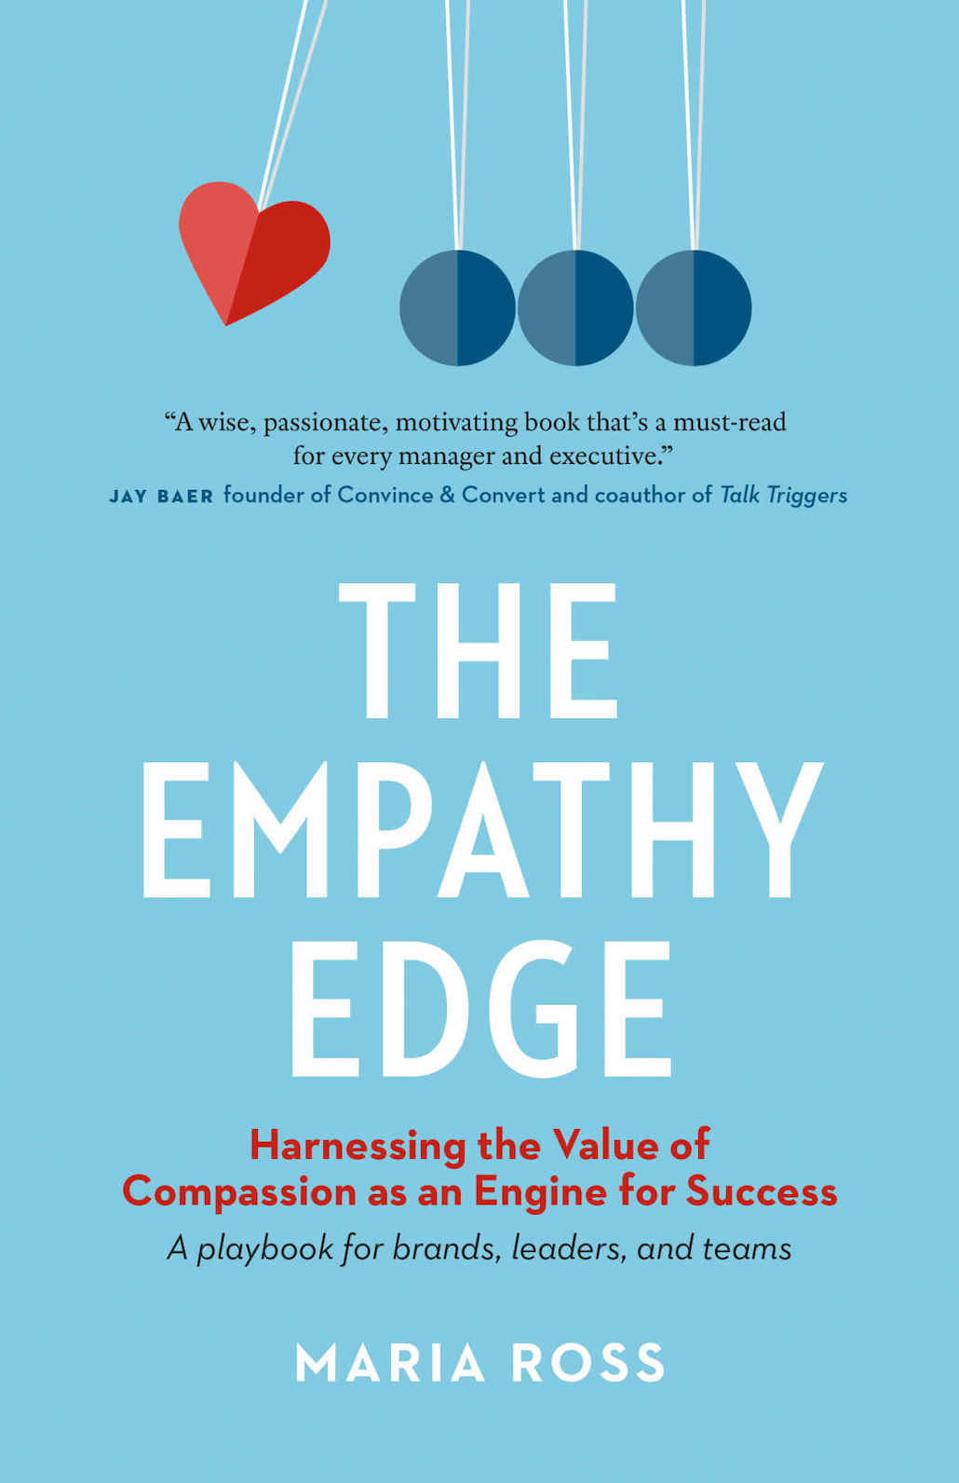 “A wise, passionate, motivating book that’s a must-read
for every manager and executive.”
JAY BAER founder of Convince & Convert and coauthor of Talk Triggers
THE
EMPATHY
EDGE
Harnessing the Value of
Compassion as an Engine for Success
A playbook for brands, leaders, and teams
MARIA ROSS